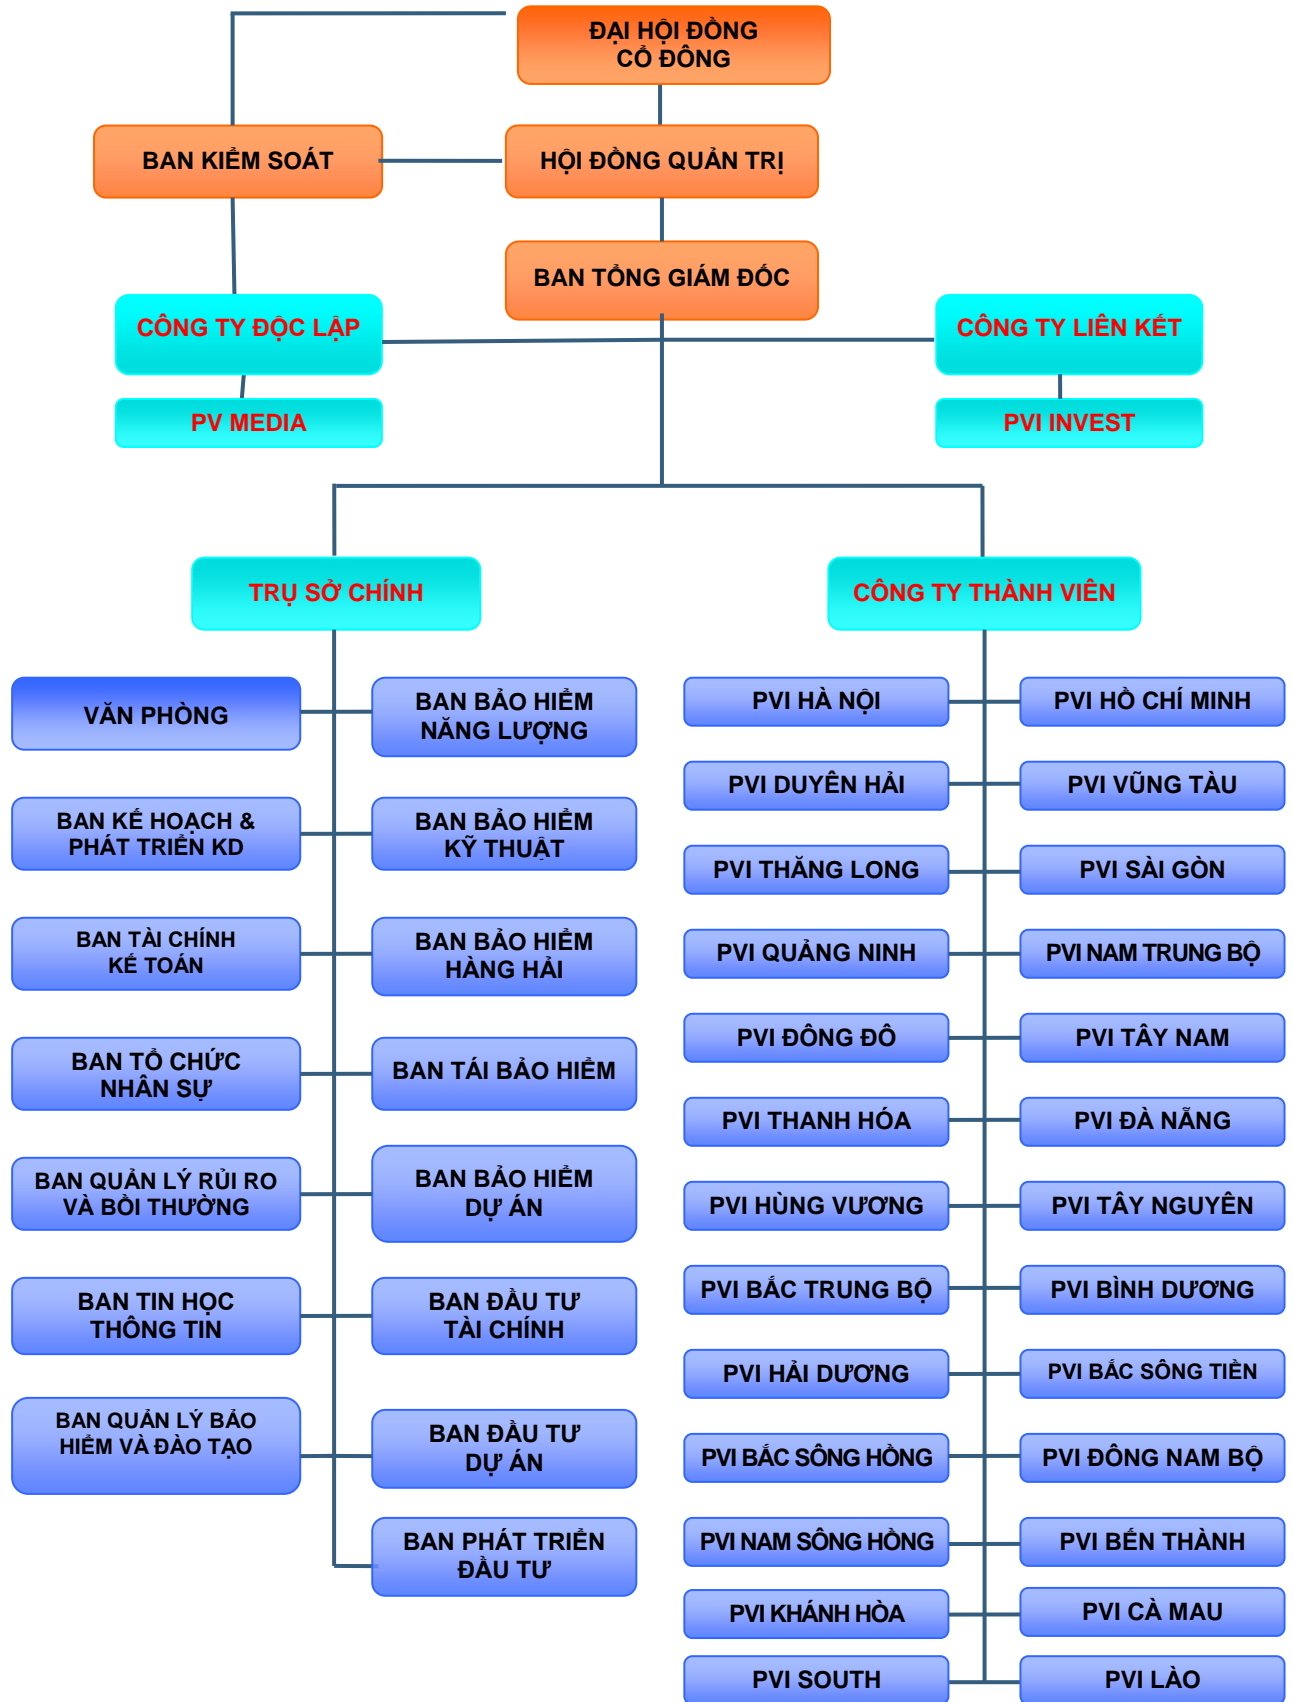 ĐẠI HỘI ĐỒNG
CỔ ĐÔNG
BAN KIỂM SOÁT
HỘI ĐỒNG QUẢN TRỊ
BAN TỔNG GIÁM ĐỐC
CÔNG TY ĐỘC LẬP
CÔNG TY LIÊN KẾT
PV MEDIA
PVI INVEST
TRỤ SỞ CHÍNH
CÔNG TY THÀNH VIÊN
VĂN PHÒNG
BAN BẢO HIỂM
NĂNG LƯỢNG
BAN KẾ HOẠCH &
PHÁT TRIỂN KD
BAN BẢO HIỂM
KỸ THUẬT
BAN TÀI CHÍNH
KẾ TOÁN
BAN BẢO HIỂM
HÀNG HẢI
BAN TỔ CHỨC
NHÂN SỰ
BAN TÁI BẢO HIỂM
BAN QUẢN LÝ RỦI RO
VÀ BỒI THƯỜNG
BAN BẢO HIỂM
DỰ ÁN
BAN TIN HỌC
THÔNG TIN
BAN ĐẦU TƯ
TÀI CHÍNH
BAN QUẢN LÝ BẢO
HIỂM VÀ ĐÀO TẠO
BAN ĐẦU TƯ
DỰ ÁN
BAN PHÁT TRIỂN
ĐẦU TƯ
PVI HÀ NỘI
PVI HỒ CHÍ MINH
PVI DUYÊN HẢI
PVI VŨNG TÀU
PVI THĂNG LONG
PVI SÀI GÒN
PVI QUẢNG NINH
PVI NAM TRUNG BỘ
PVI ĐÔNG ĐÔ
PVI TÂY NAM
PVI THANH HÓA
PVI ĐÀ NẴNG
PVI HÙNG VƯƠNG
PVI TÂY NGUYÊN
PVI BẮC TRUNG BỘ
PVI BÌNH DƯƠNG
PVI HẢI DƯƠNG
PVI BẮC SÔNG TIỀN
PVI BẮC SÔNG HỒNG
PVI ĐÔNG NAM BỘ
PVI NAM SÔNG HỒNG
PVI BẾN THÀNH
PVI KHÁNH HÒA
PVI CÀ MAU
PVI SOUTH
PVI LÀO